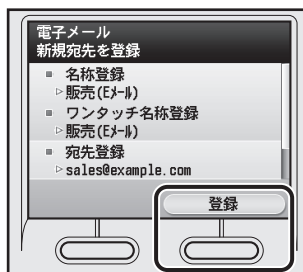 電子メール
新規宛先を登録
■ 名称登録
▷販売(Eﾒｰﾙ)
■ ワンタッチ名称登録
▷販売(Eﾒｰﾙ)
■ 宛先登録
▷sales@example.com
登録